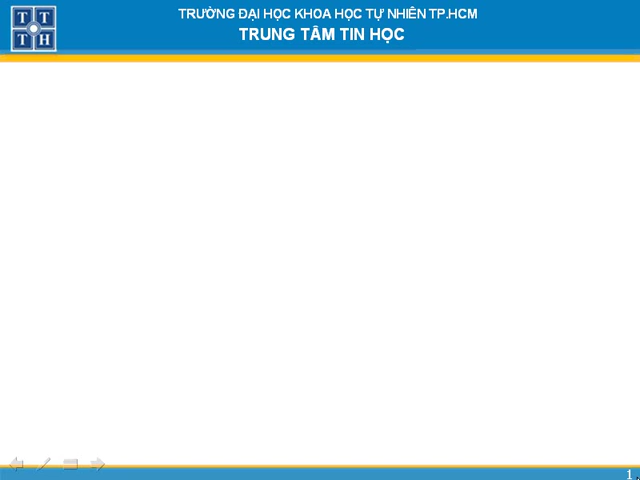 TRƯỜNG ĐẠI HỌC KHOA HỌC TỰ NHIÊN TP.HCM
TRUNG TÂM TIN HỌC
T T
T H
1